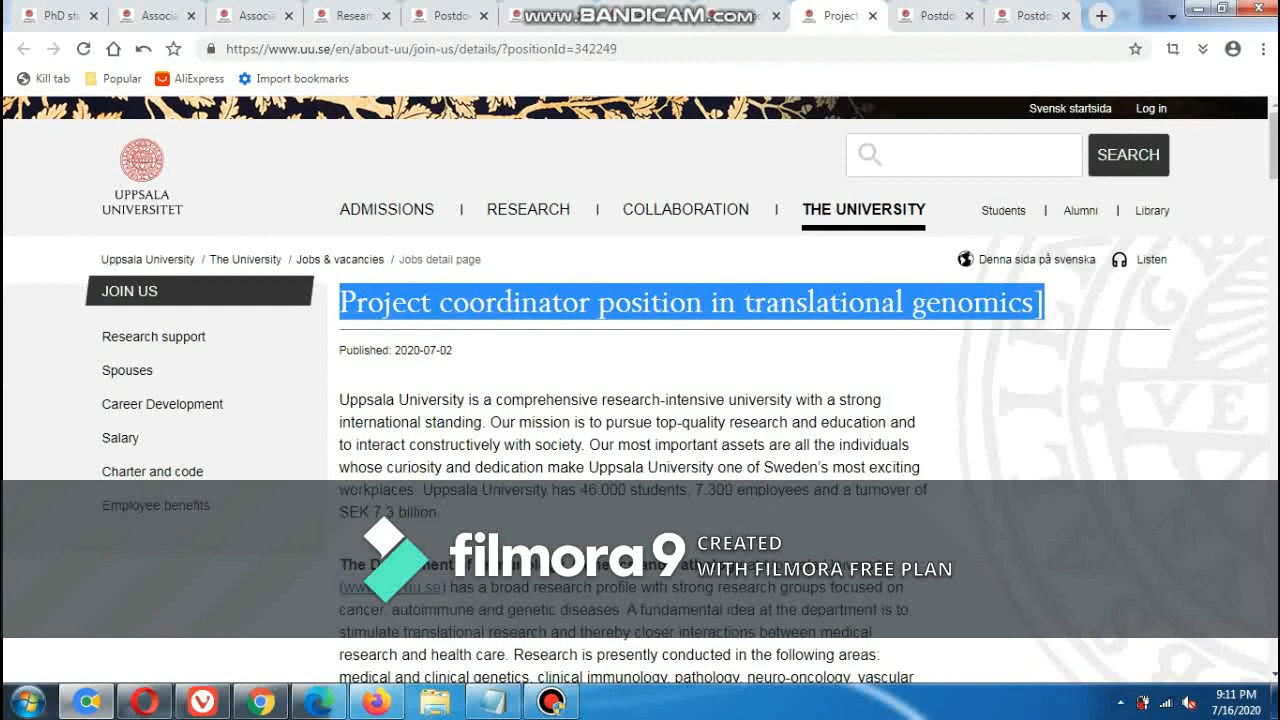 PhD stu
Associa
Associa
Resear
Postdo
www.BANDICAM.com
Project
Postdo
Postdo
https://www.uu.se/en/about-uu/join-us/details/?positionId=342249
Kill tab
Popular
AliExpress
Import bookmarks
Svensk startsida
Log in
UPPSALA
UNIVERSITET
SEARCH
ADMISSIONS | RESEARCH | COLLABORATION | THE UNIVERSITY
Students | Alumni | Library
Uppsala University / The University / Jobs & vacancies / Jobs detail page
Denna sida på svenska
Listen
JOIN US
Research support
Spouses
Career Development
Salary
Charter and code
Employee benefits
Project coordinator position in translational genomics]
Published: 2020-07-02
Uppsala University is a comprehensive research-intensive university with a strong
international standing. Our mission is to pursue top-quality research and education and
to interact constructively with society. Our most important assets are all the individuals
whose curiosity and dedication make Uppsala University one of Sweden's most exciting
workplaces. Uppsala University has 46.000 students, 7.300 employees and a turnover of
SEK 7.3 billion.
filmora9
CREATED
WITH FILMORA FREE PLAN
The
has a broad research profile with strong research groups focused on
cancer, autoimmune and genetic diseases. A fundamental idea at the department is to
stimulate translational research and thereby closer interactions between medical
research and health care. Research is presently conducted in the following areas:
medical and clinical genetics, clinical immunology, pathology, neuro-oncology, vascular
9:11 PM
7/16/2020